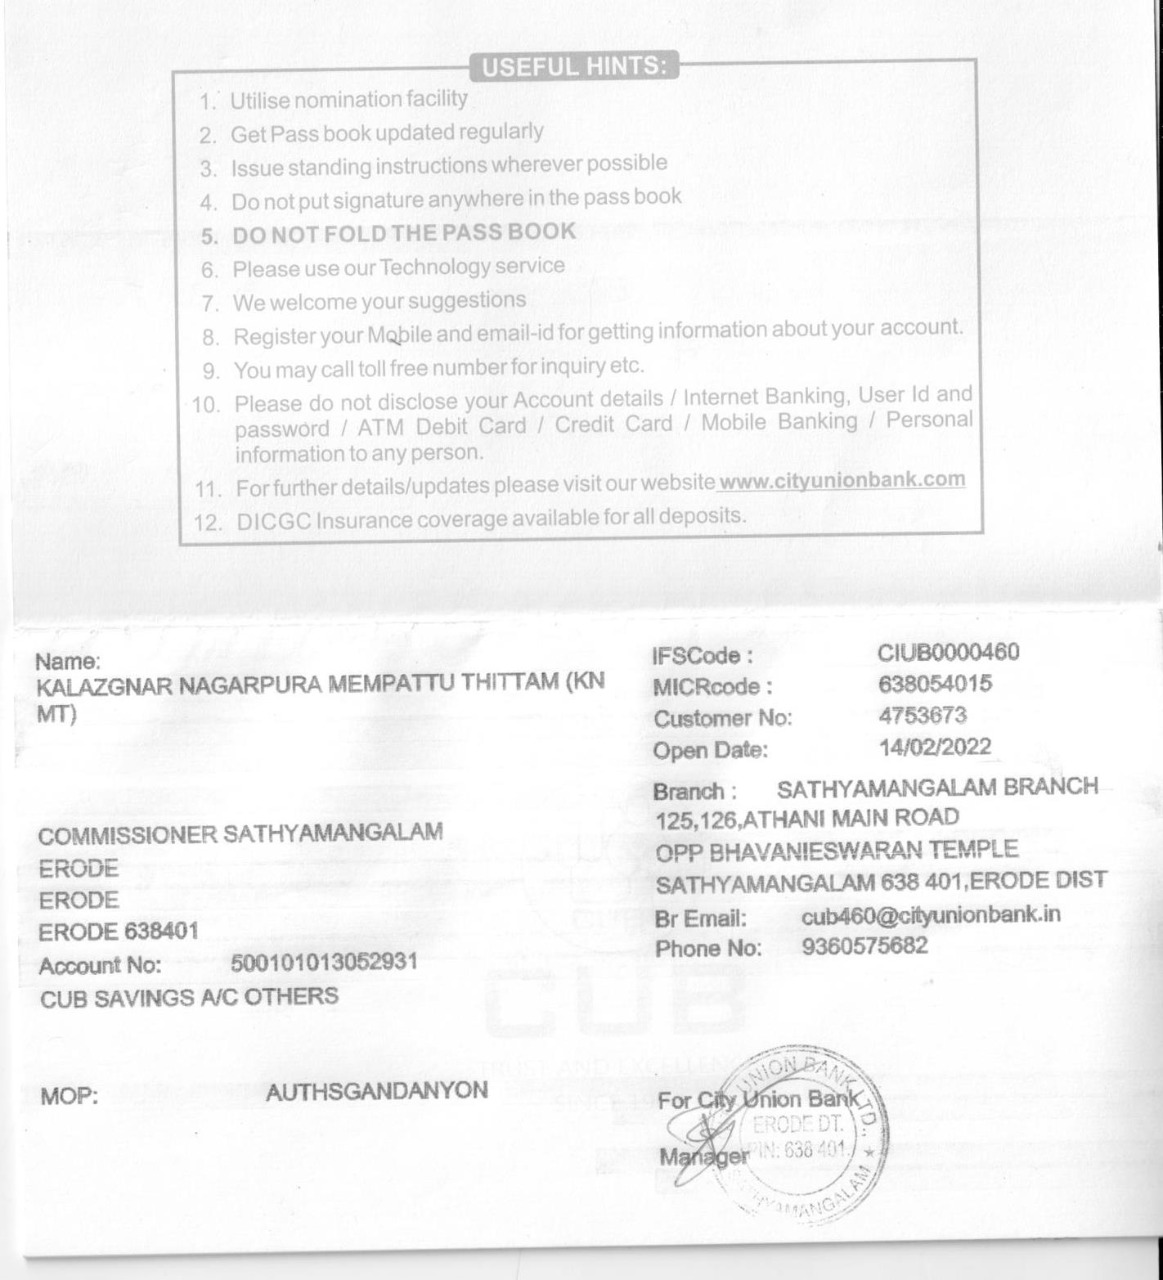 USEFUL HINTS:
1. Utilise nomination facility
2. Get Pass book updated regularly
3. Issue standing instructions wherever possible
4. Do not put signature anywhere in the pass book
5. DO NOT FOLD THE PASS BOOK
6. Please use our Technology service
7. We welcome your suggestions
8. Register your Mobile and email-id for getting information about your account.
9. You may call toll free number for inquiry etc.
10. Please do not disclose your Account details / Internet Banking, User Id and
password / ATM Debit Card / Credit Card / Mobile Banking / Personal
information to any person.
11. For further details/updates please visit our website www.cityunionbank.com
12. DICGC Insurance coverage available for all deposits.
Name:
KALAZGNAR NAGARPURA MEMPATTU THITTAM (KN
MT)
COMMISSIONER SATHYAMANGALAM
ERODE
ERODE
ERODE 638401
Account No: 500101013052931
CUB SAVINGS A/C OTHERS
MOP: AUTHSGANDANYON
IFSCode : CIUB0000460
MICRcode : 638054015
Customer No: 4753673
Open Date: 14/02/2022
Branch : SATHYAMANGALAM BRANCH
125,126,ATHANI MAIN ROAD
OPP BHAVANIESWARAN TEMPLE
SATHYAMANGALAM 638 401,ERODE DIST
Br Email: cub460@cityunionbank.in
Phone No: 9360575682
CUB
TRUST AND EXCELLEN
For City Union Bank
Manager
UNION BANK LTD.,
ERODE DT.
PIN: 638 401.
SATHYAMANGALAM